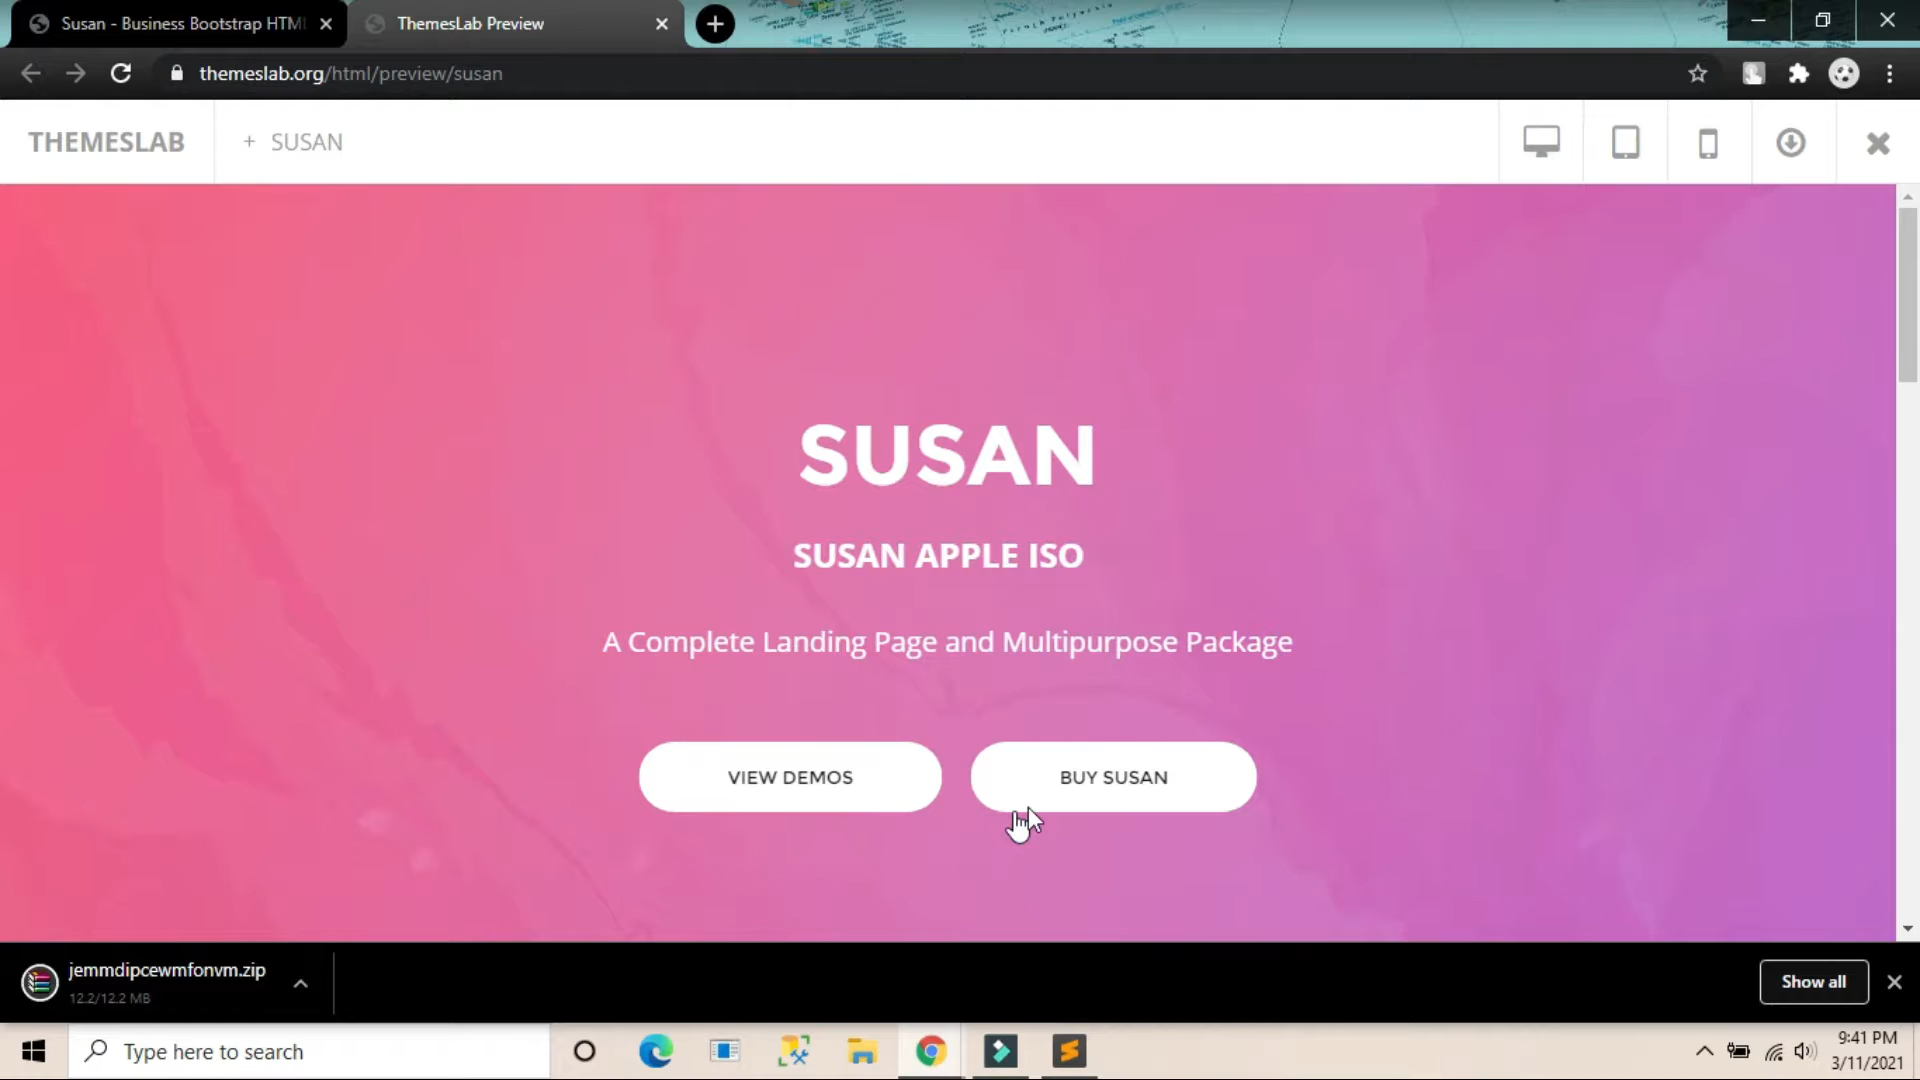 Susan - Business Bootstrap HTM
ThemesLab Preview
themeslab.org/html/preview/susan
THEMESLAB
+ SUSAN
SUSAN
SUSAN APPLE ISO
A Complete Landing Page and Multipurpose Package
VIEW DEMOS
BUY SUSAN
jemmdipcewmfonvm.zip
12.2/12.2 MB
Show all
Type here to search
9:41 PM
3/11/2021